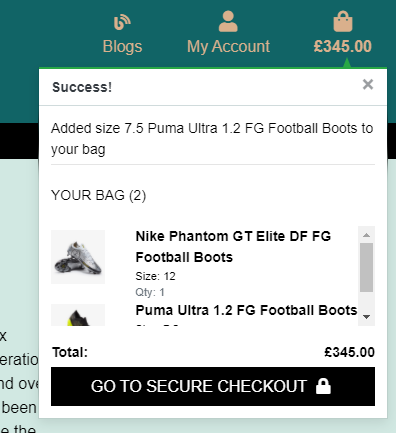 Blogs
My Account
£345.00
Success!
×
Added size 7.5 Puma Ultra 1.2 FG Football Boots to
your bag
YOUR BAG (2)
Nike Phantom GT Elite DF FG
Football Boots
Size: 12
Qty: 1
Puma Ultra 1.2 FG Football Boots
Total:
£345.00
GO TO SECURE CHECKOUT
x
eratio
nd ove
been
e the